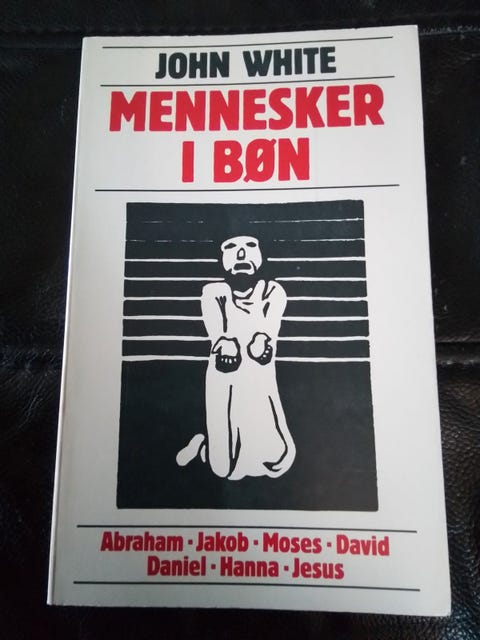 JOHN WHITE
MENNESKER
I BØN
Abraham · Jakob · Moses · David
Daniel · Hanna · Jesus